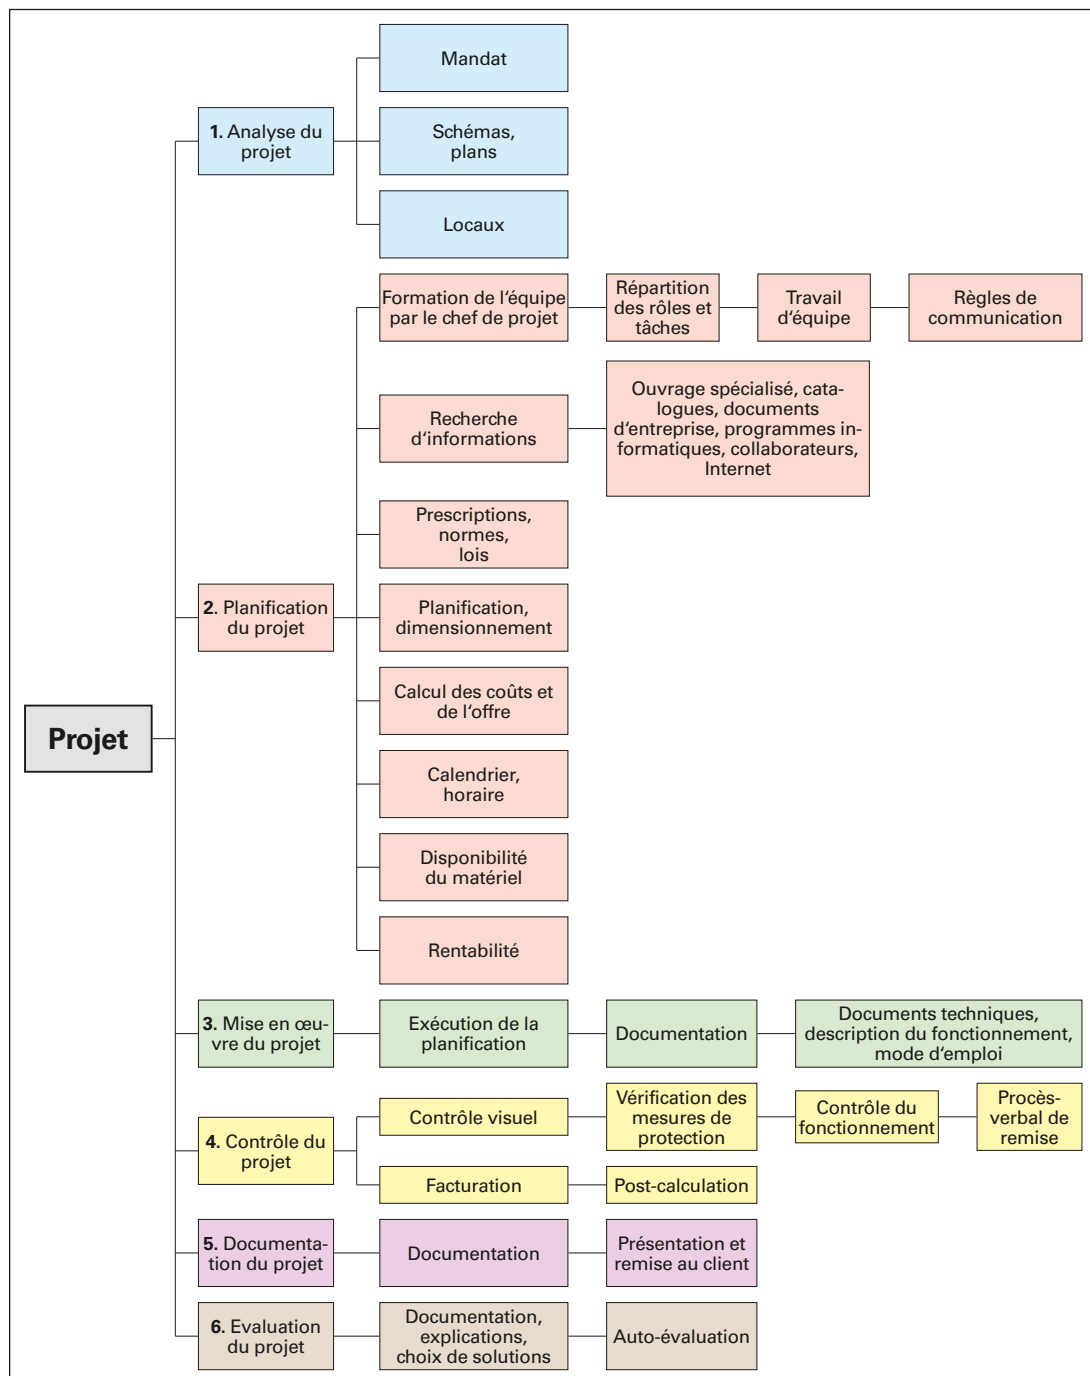 Projet
1. Analyse du
projet
Mandat
Schémas,
plans
Locaux
2. Planification
du projet
Formation de l‘équipe
par le chef de projet
Répartition
des rôles et
tâches
Travail
d‘équipe
Règles de
communication
Recherche
d‘informations
Ouvrage spécialisé, cata-
logues, documents
d‘entreprise, programmes in-
formatiques, collaborateurs,
Internet
Prescriptions,
normes,
lois
Planification,
dimensionnement
Calcul des coûts et
de l‘offre
Calendrier,
horaire
Disponibilité
du matériel
Rentabilité
3. Mise en œu-
vre du projet
Exécution de la
planification
Documentation
Documents techniques,
description du fonctionnement,
mode d‘emploi
4. Contrôle du
projet
Contrôle visuel
Vérification des
mesures de
protection
Contrôle du
fonctionnement
Procès-
verbal de
remise
Facturation
Post-calculation
5. Documenta-
tion du projet
Documentation
Présentation et
remise au client
6. Evaluation
du projet
Documentation,
explications,
choix de solutions
Auto-évaluation